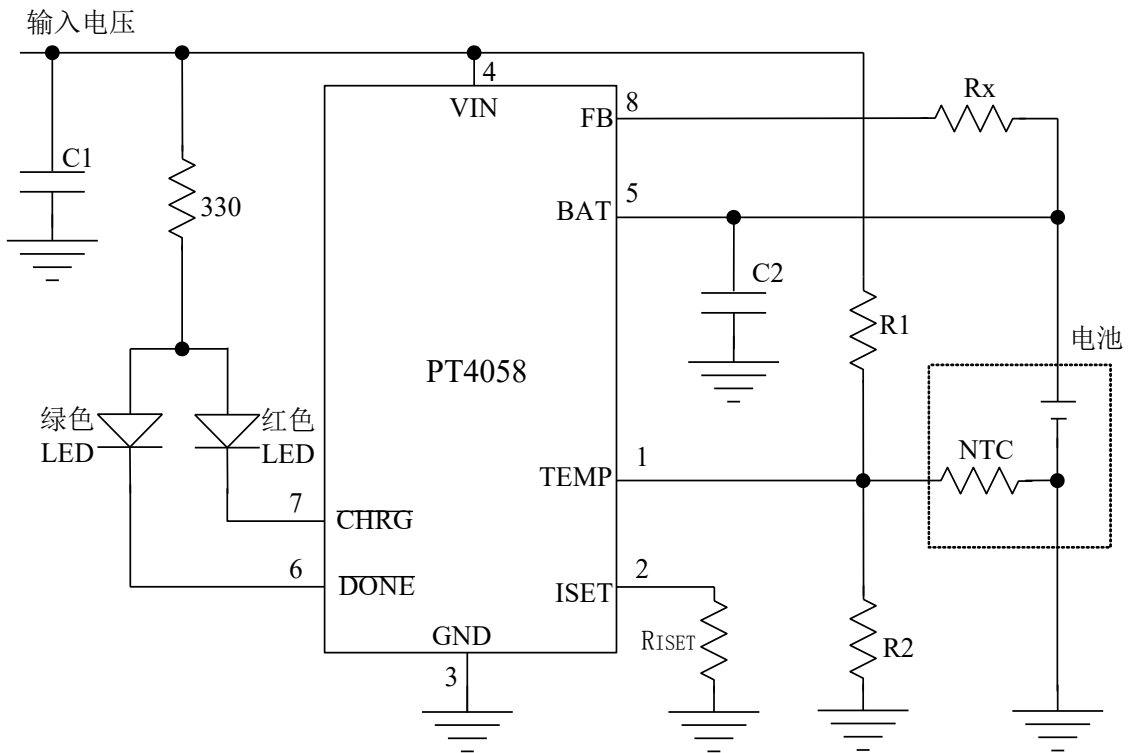 输入电压
4
VIN
8
FB
Rx
C1
330
5
BAT
C2
R1
PT4058
电池
绿色
LED
红色
LED
NTC
1
TEMP
7
CHRG
6
DONE
2
ISET
GND
RISET
R2
3